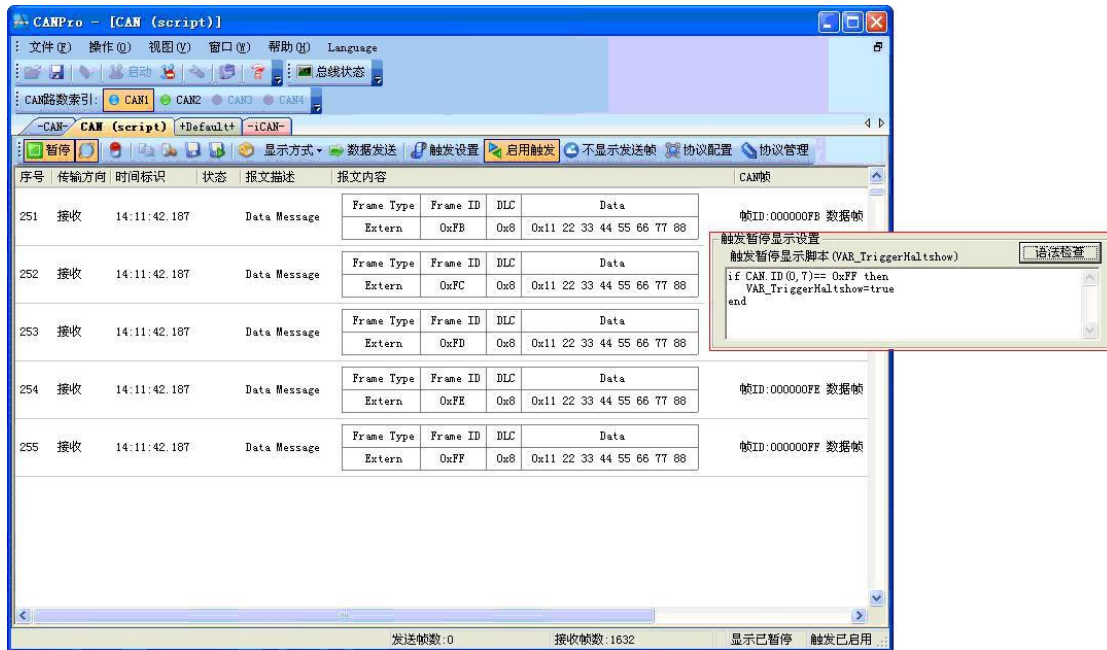 CANPro - [CAN (script)]
文件(F) 操作(O) 视图(V) 窗口(W) 帮助(H) Language
启动 总线状态
CAN路数索引: CAN1 CAN2 CAN3 CAN4
-CAN- CAN (script) +Default+ -iCAN-
暂停 显示方式 数据发送 触发设置 启用触发 不显示发送帧 协议配置 协议管理
序号 传输方向 时间标识 状态 报文描述 报文内容 CAN帧
Frame Type Frame ID DLC Data
251 接收 14:11:42.187 Data Message 帧ID:000000FB 数据帧
Extern 0xFB 0x8 0x11 22 33 44 55 66 77 88
触发暂停显示设置
触发暂停显示脚本(VAR_TriggerHaltshow) 语法检查
if CAN.ID(0,7)== 0xFF then
VAR_TriggerHaltshow=true
end
Frame Type Frame ID DLC Data
252 接收 14:11:42.187 Data Message
Extern 0xFC 0x8 0x11 22 33 44 55 66 77 88
Frame Type Frame ID DLC Data
253 接收 14:11:42.187 Data Message
Extern 0xFD 0x8 0x11 22 33 44 55 66 77 88
Frame Type Frame ID DLC Data
254 接收 14:11:42.187 Data Message 帧ID:000000FE 数据帧
Extern 0xFE 0x8 0x11 22 33 44 55 66 77 88
Frame Type Frame ID DLC Data
255 接收 14:11:42.187 Data Message 帧ID:000000FF 数据帧
Extern 0xFF 0x8 0x11 22 33 44 55 66 77 88
发送帧数:0 接收帧数:1632 显示已暂停 触发已启用